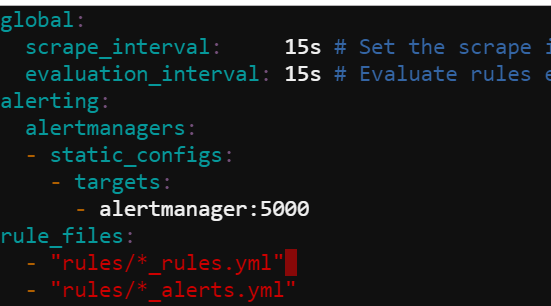 global:
  scrape_interval:     15s # Set the scrape
  evaluation_interval: 15s # Evaluate rules
alerting:
  alertmanagers:
  - static_configs:
    - targets:
      - alertmanager:5000
rule_files:
  - "rules/*_rules.yml"
  - "rules/*_alerts.yml"